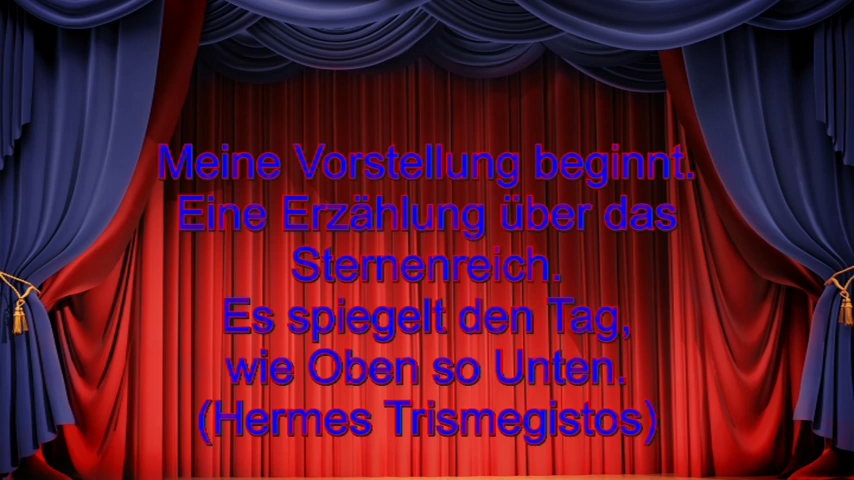 Meine Vorstellung beginnt.
Eine Erzählung über das
Sternenreich.
Es spiegelt den Tag,
wie Oben so Unten.
(Hermes Trismegistos)